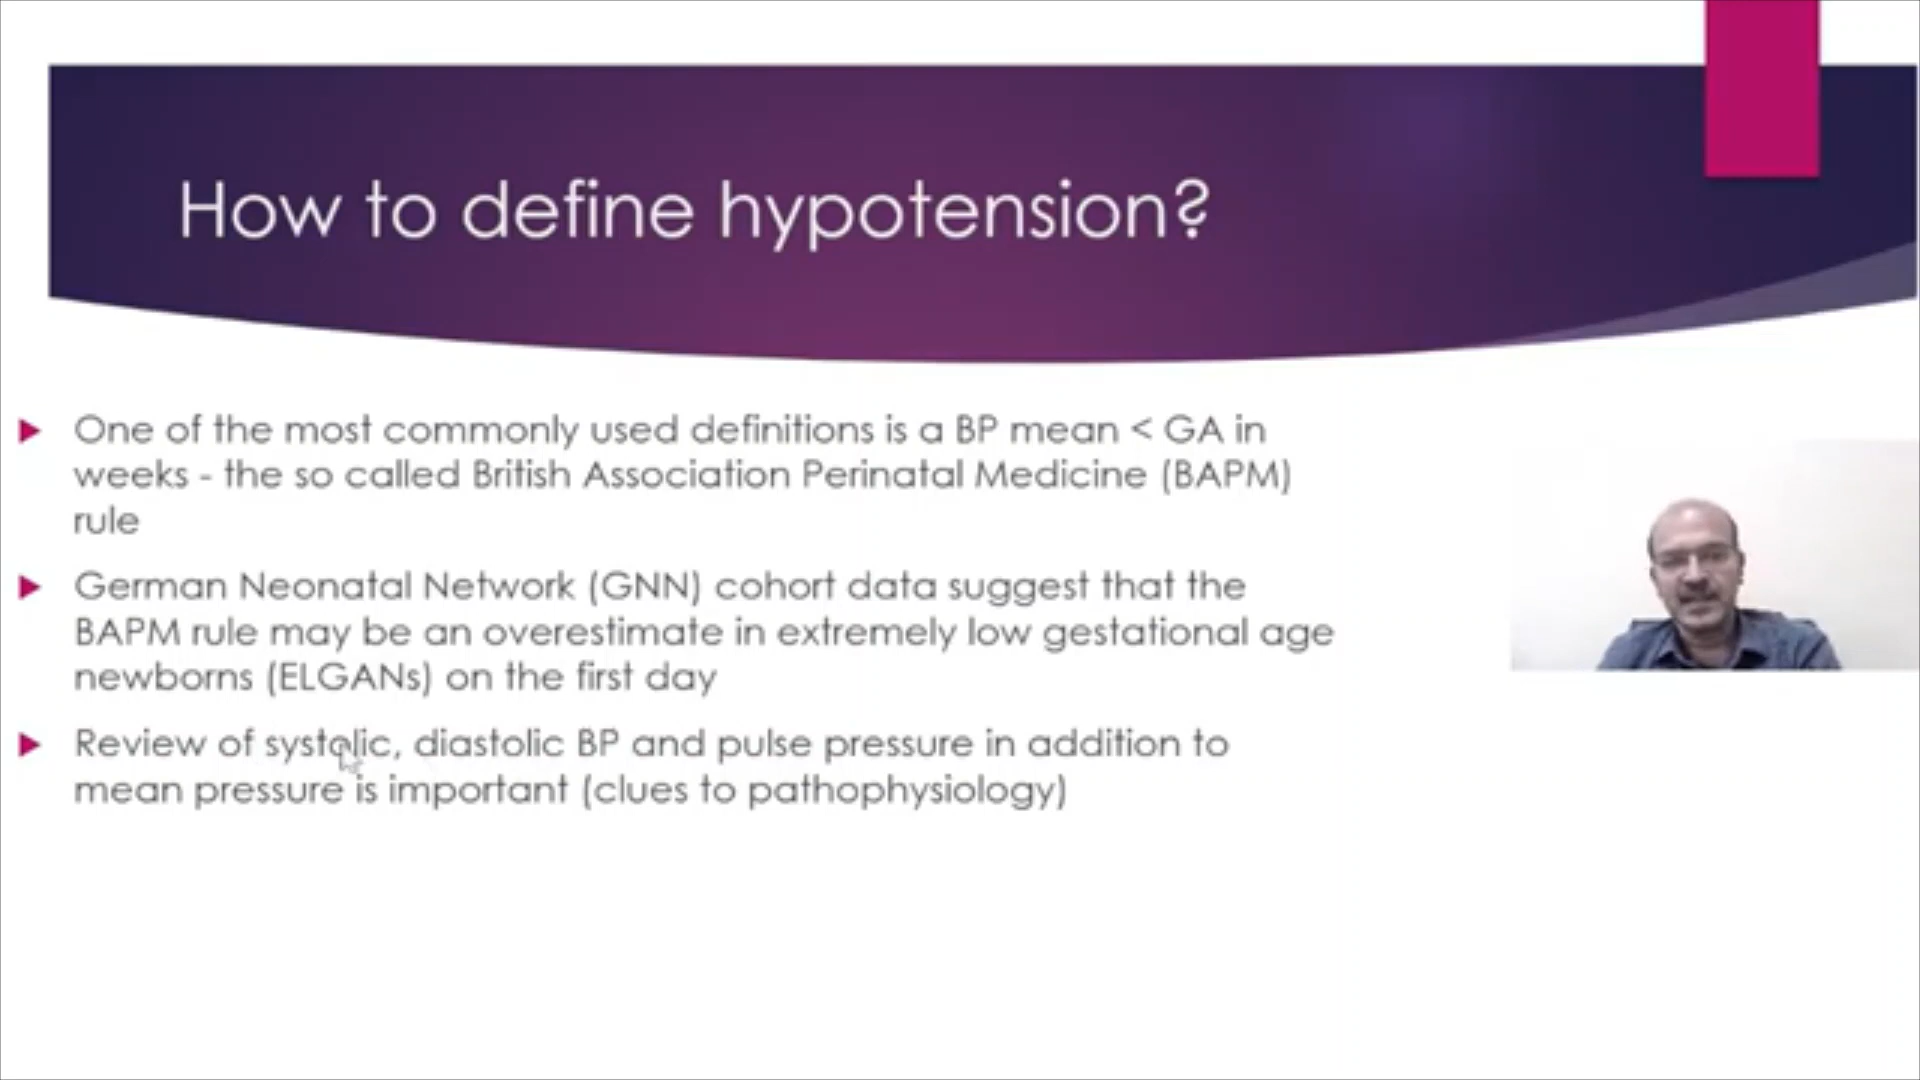 How to define hypotension?
One of the most commonly used definitions is a BP mean < GA in
weeks - the so called British Association Perinatal Medicine (BAPM)
rule
German Neonatal Network (GNN) cohort data suggest that the
BAPM rule may be an overestimate in extremely low gestational age
newborns (ELGANs) on the first day
Review of systolic, diastolic BP and pulse pressure in addition to
mean pressure is important (clues to pathophysiology)